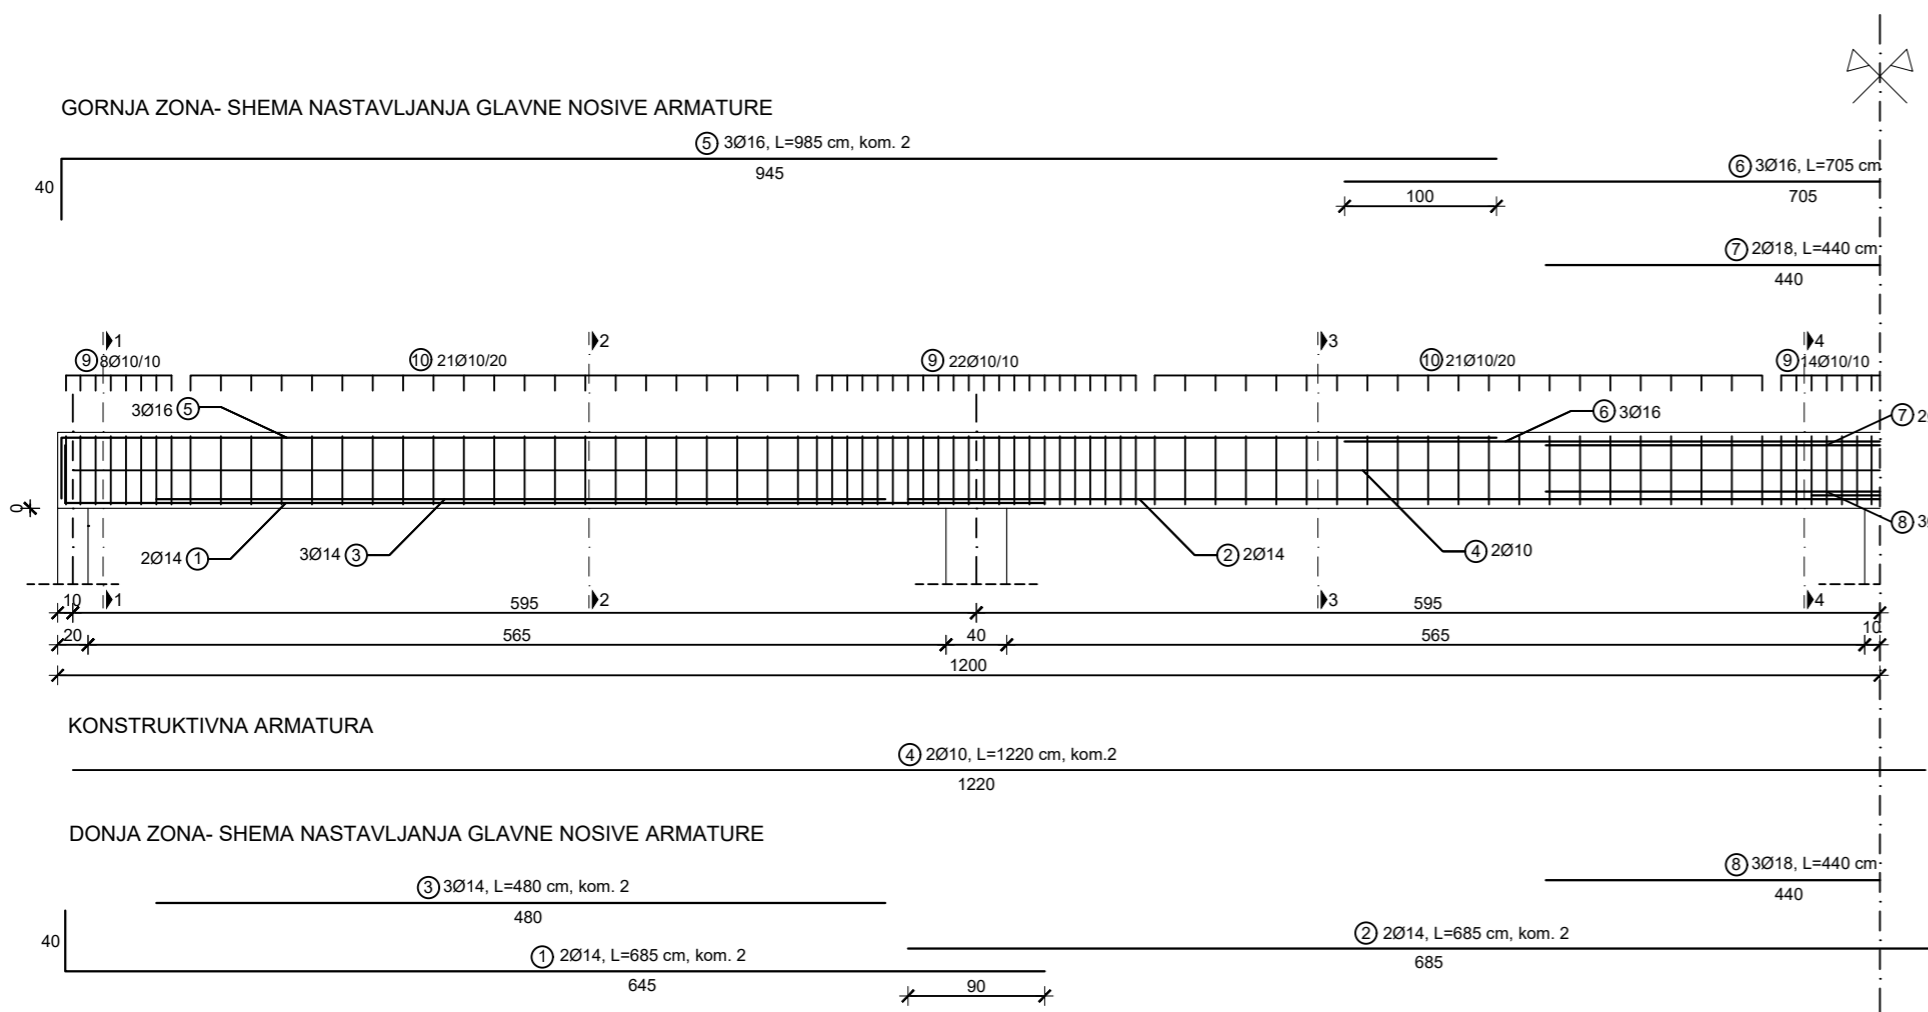 GORNJA ZONA- SHEMA NASTAVLJANJA GLAVNE NOSIVE ARMATURE
5 3Ø16, L=985 cm, kom. 2
945
40
6 3Ø16, L=705 cm
705
100
7 2Ø18, L=440 cm
440
1
2
3
4
9 8Ø10/10
10 21Ø10/20
9 22Ø10/10
10 21Ø10/20
9 14Ø10/10
3Ø16 5
6 3Ø16
7
0
2Ø14 1
3Ø14 3
2 2Ø14
4 2Ø10
8
10
1
595
2
3
595
4
20
565
40
565
10
1200
KONSTRUKTIVNA ARMATURA
4 2Ø10, L=1220 cm, kom.2
1220
DONJA ZONA- SHEMA NASTAVLJANJA GLAVNE NOSIVE ARMATURE
8 3Ø18, L=440 cm
440
3 3Ø14, L=480 cm, kom. 2
480
40
2 2Ø14, L=685 cm, kom. 2
685
1 2Ø14, L=685 cm, kom. 2
645
90